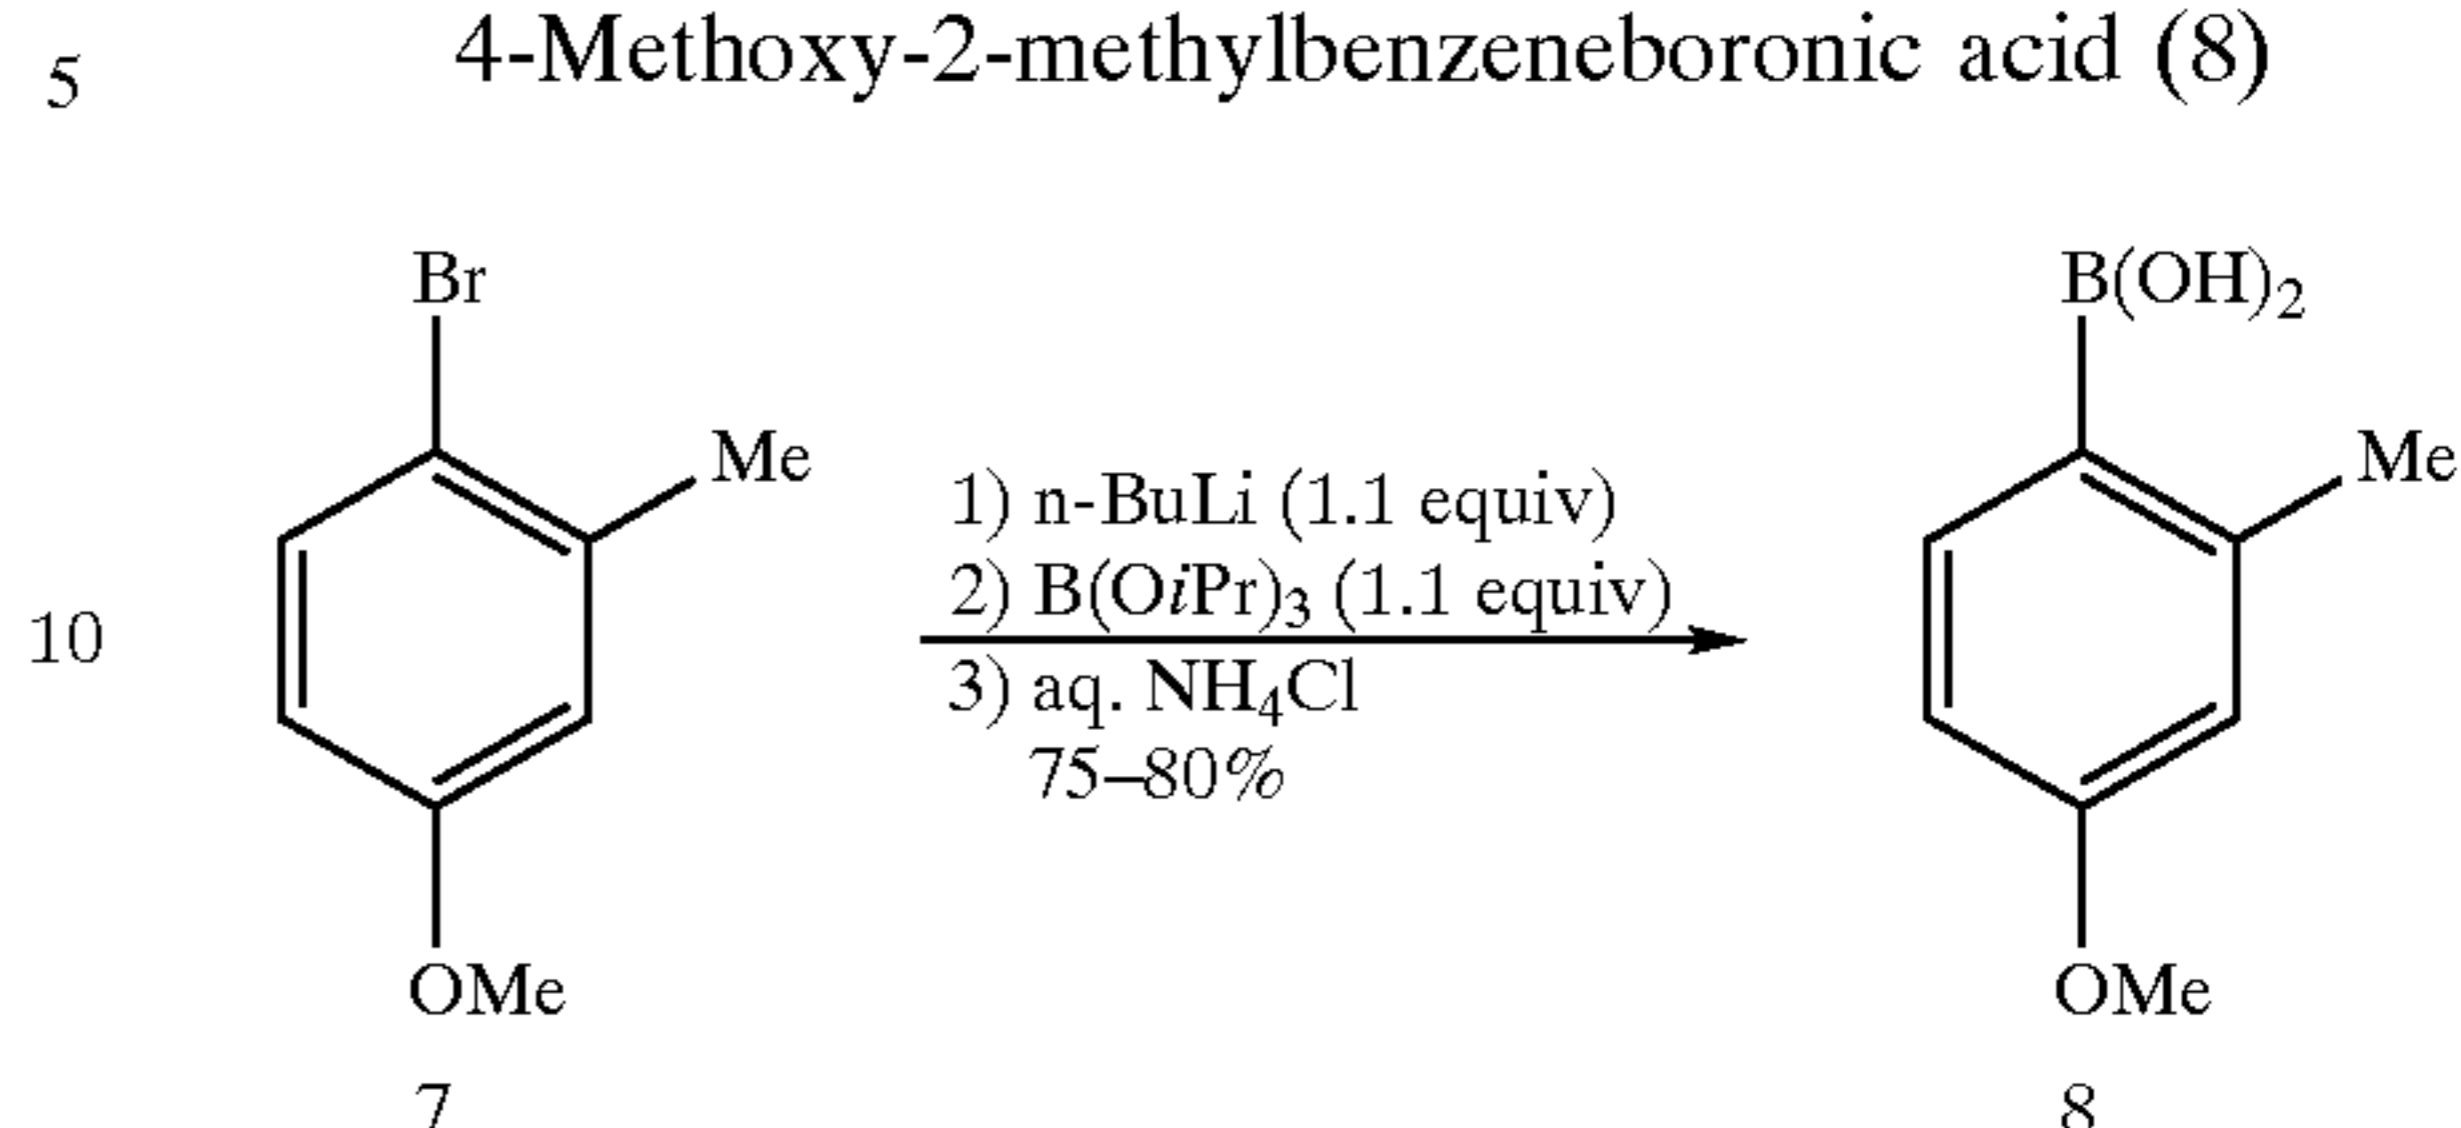 5 4-Methoxy-2-methylbenzeneboronic acid (8)
Br B(OH)2
Me Me
1) n-BuLi (1.1 equiv)
2) B(OiPr)3 (1.1 equiv)
10
3) aq. NH4Cl
75–80%
OMe OMe
7 8